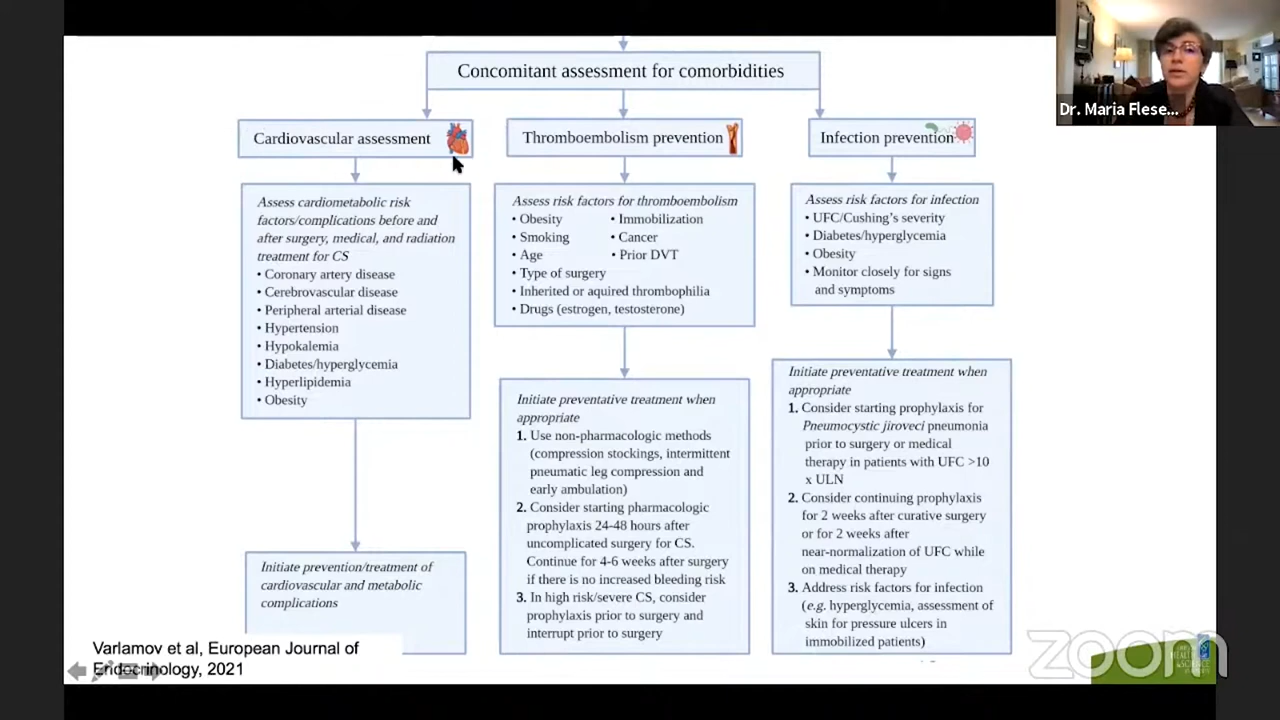 Concomitant assessment for comorbidities
Dr. Maria Flese...
Cardiovascular assessment
Assess cardiometabolic risk
factors/complications before and
after surgery, medical, and radiation
treatment for CS
• Coronary artery disease
• Cerebrovascular disease
• Peripheral arterial disease
• Hypertension
• Hypokalemia
• Diabetes/hyperglycemia
• Hyperlipidemia
• Obesity
Initiate prevention/treatment of
cardiovascular and metabolic
complications
Thromboembolism prevention
Assess risk factors for thromboembolism
• Obesity • Immobilization
• Smoking • Cancer
• Age • Prior DVT
• Type of surgery
• Inherited or aquired thrombophilia
• Drugs (estrogen, testosterone)
Initiate preventative treatment when
appropriate
1. Use non-pharmacologic methods
(compression stockings, intermittent
pneumatic leg compression and
early ambulation)
2. Consider starting pharmacologic
prophylaxis 24-48 hours after
uncomplicated surgery for CS.
Continue for 4-6 weeks after surgery
if there is no increased bleeding risk
3. In high risk/severe CS, consider
prophylaxis prior to surgery and
interrupt prior to surgery
Infection prevention
Assess risk factors for infection
• UFC/Cushing's severity
• Diabetes/hyperglycemia
• Obesity
• Monitor closely for signs
and symptoms
Initiate preventative treatment when
appropriate
1. Consider starting prophylaxis for
Pneumocystic jiroveci pneumonia
prior to surgery or medical
therapy in patients with UFC >10
x ULN
2. Consider continuing prophylaxis
for 2 weeks after curative surgery
or for 2 weeks after
near-normalization of UFC while
on medical therapy
3. Address risk factors for infection
(e.g. hyperglycemia, assessment of
skin for pressure ulcers in
immobilized patients)
Varlamov et al, European Journal of
Endocrinology, 2021
zoom
HEALTH
&SCIENCE